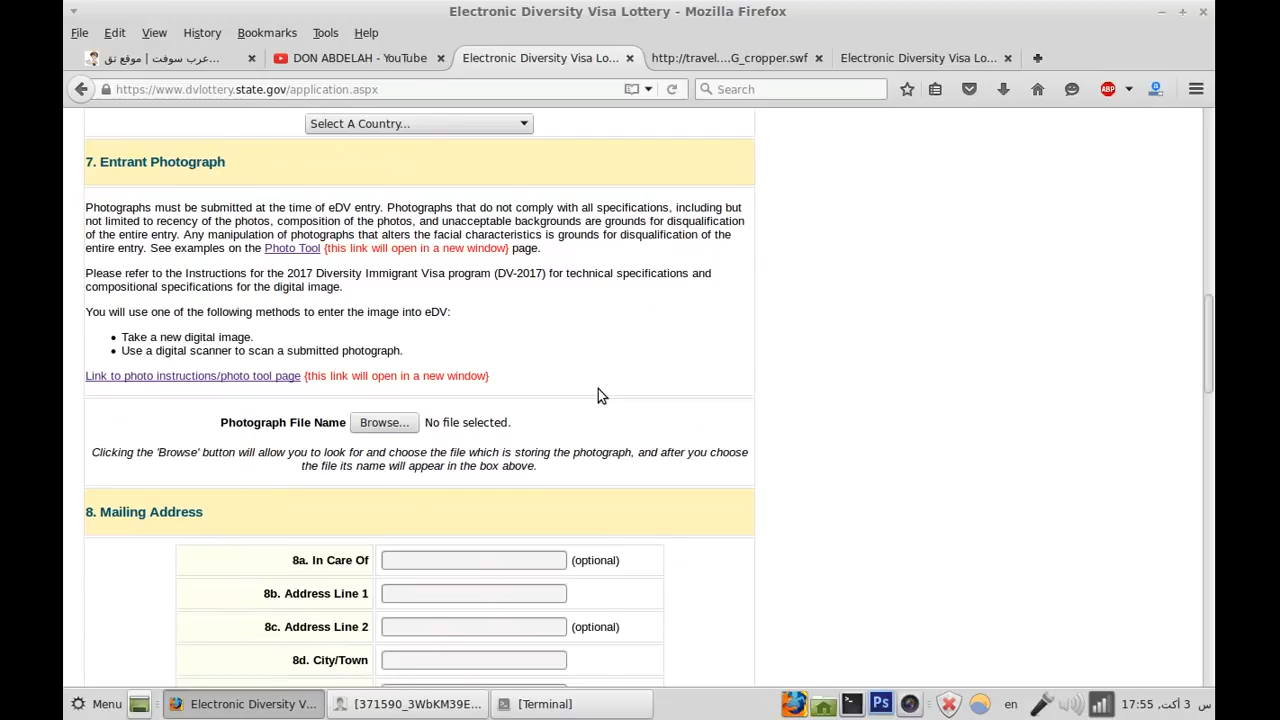 Electronic Diversity Visa Lottery - Mozilla Firefox
File Edit View History Bookmarks Tools Help
عرب سوفت | موقع تق... DON ABDELAH - YouTube Electronic Diversity Visa Lo... http://travel....G_cropper.swf Electronic Diversity Visa Lo...
https://www.dvlottery.state.gov/application.aspx Search ABP
Select A Country...
7. Entrant Photograph
Photographs must be submitted at the time of eDV entry. Photographs that do not comply with all specifications, including but
not limited to recency of the photos, composition of the photos, and unacceptable backgrounds are grounds for disqualification
of the entire entry. Any manipulation of photographs that alters the facial characteristics is grounds for disqualification of the
entire entry. See examples on the Photo Tool {this link will open in a new window} page.
Please refer to the Instructions for the 2017 Diversity Immigrant Visa program (DV-2017) for technical specifications and
compositional specifications for the digital image.
You will use one of the following methods to enter the image into eDV:
• Take a new digital image.
• Use a digital scanner to scan a submitted photograph.
Link to photo instructions/photo tool page {this link will open in a new window}
Photograph File Name Browse... No file selected.
Clicking the 'Browse' button will allow you to look for and choose the file which is storing the photograph, and after you choose
the file its name will appear in the box above.
8. Mailing Address
8a. In Care Of (optional)
8b. Address Line 1
8c. Address Line 2 (optional)
8d. City/Town
Menu Electronic Diversity V... [371590_3WbKM39E... [Terminal] Ps en س 3 أكت, 17:55